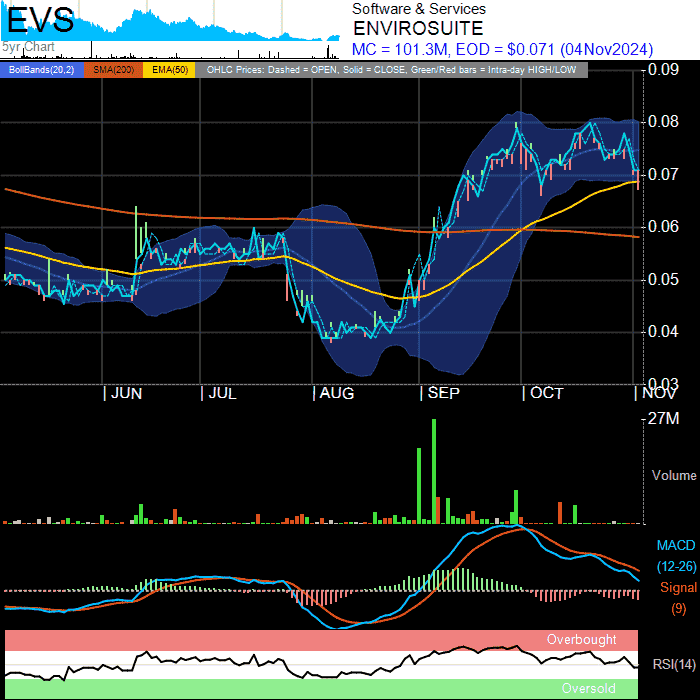 EVS
5yr Chart
Software & Services
ENVIROSUITE
MC = 101.3M, EOD = $0.071 (04Nov2024)
BollBands(20,2) SMA(200) EMA(50) OHLC Prices: Dashed = OPEN, Solid = CLOSE, Green/Red bars = Intra-day HIGH/LOW
0.09
0.08
0.07
0.06
0.05
0.04
0.03
JUN JUL AUG SEP OCT NOV
27M
Volume
MACD
(12-26)
Signal
(9)
Overbought
RSI(14)
Oversold